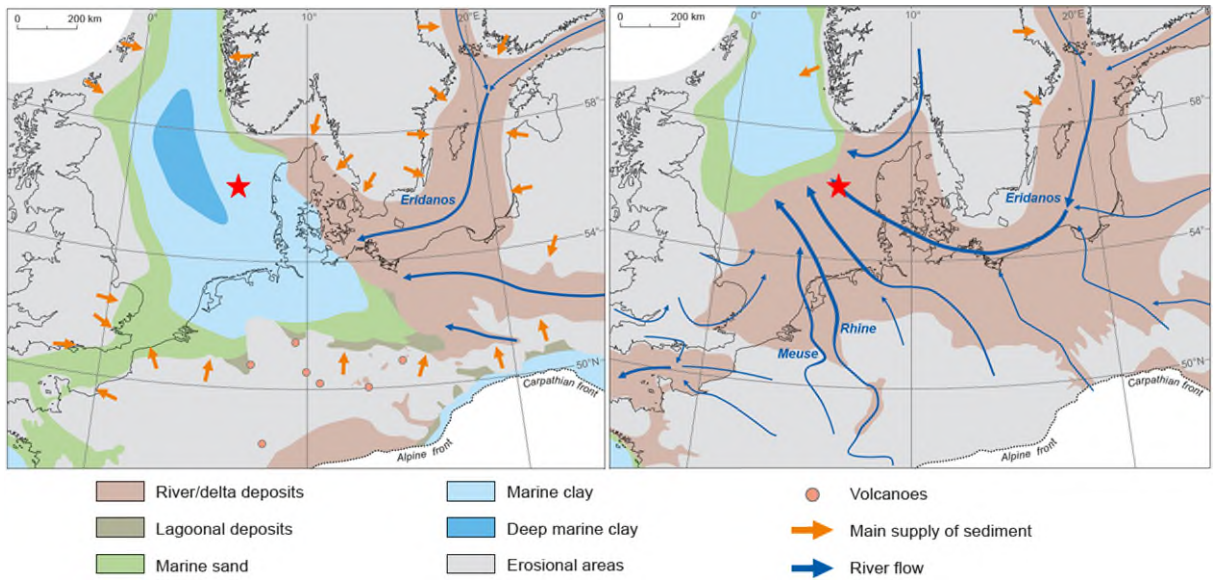 0 200 km
0°
10°
20°E
58°
54°
50°N
Eridanos
Carpathian front
Alpine front
0 200 km
0°
10°
20°E
58°
54°
50°N
Eridanos
Rhine
Meuse
Carpathian front
Alpine front
River/delta deposits
Lagoonal deposits
Marine sand
Marine clay
Deep marine clay
Erosional areas
Volcanoes
Main supply of sediment
River flow